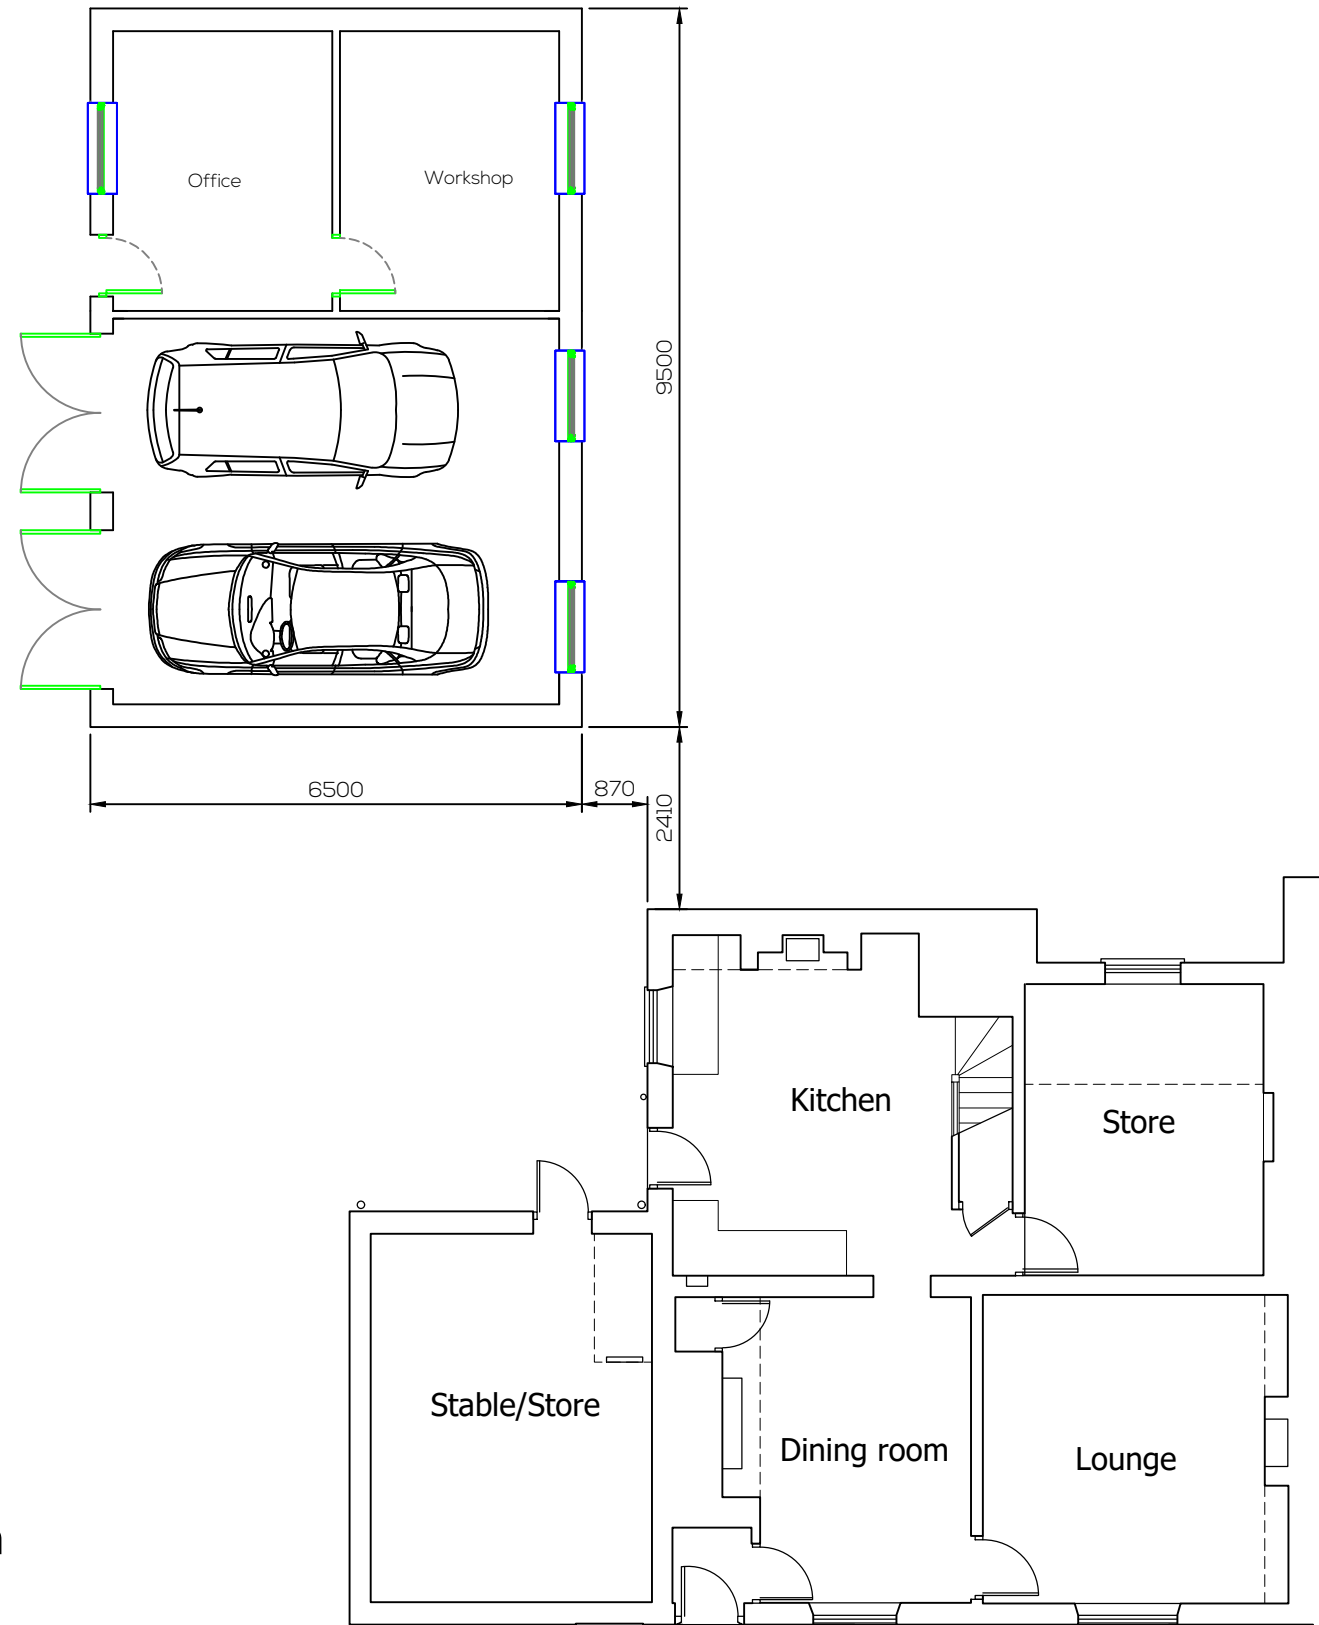 Office
Workshop
9500
6500
870
2410
Kitchen
Store
Stable/Store
Dining room
Lounge